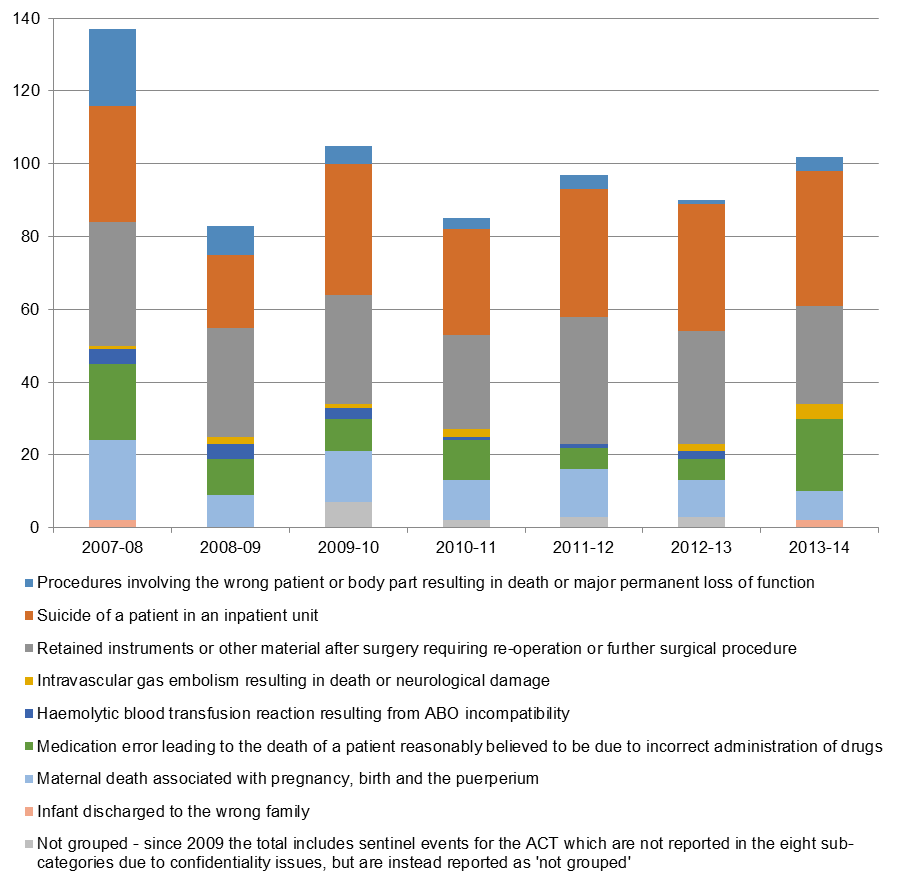 140
120
100
80
60
40
20
0
2007-08 2008-09 2009-10 2010-11 2011-12 2012-13 2013-14
Procedures involving the wrong patient or body part resulting in death or major permanent loss of function
Suicide of a patient in an inpatient unit
Retained instruments or other material after surgery requiring re-operation or further surgical procedure
Intravascular gas embolism resulting in death or neurological damage
Haemolytic blood transfusion reaction resulting from ABO incompatibility
Medication error leading to the death of a patient reasonably believed to be due to incorrect administration of drugs
Maternal death associated with pregnancy, birth and the puerperium
Infant discharged to the wrong family
Not grouped - since 2009 the total includes sentinel events for the ACT which are not reported in the eight sub-
categories due to confidentiality issues, but are instead reported as 'not grouped'